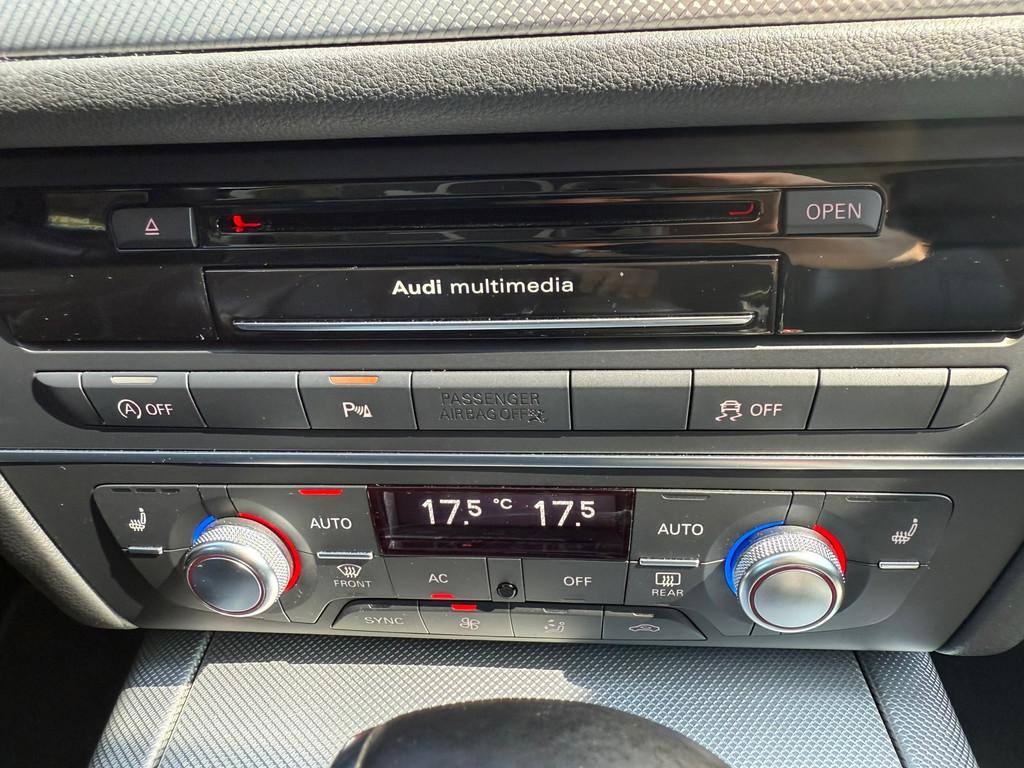 OPEN
Audi multimedia
A OFF
P
PASSENGER
AIRBAG OFF
OFF
17.5 °C 17.5
AUTO
AUTO
FRONT
AC
OFF
REAR
SYNC